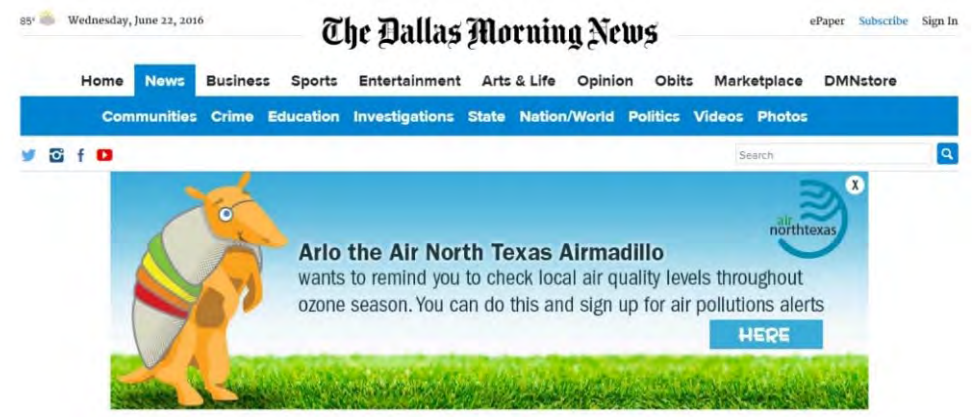 85° Wednesday, June 22, 2016
The Dallas Morning News
ePaper Subscribe Sign In
Home News Business Sports Entertainment Arts & Life Opinion Obits Marketplace DMNstore
Communities Crime Education Investigations State Nation/World Politics Videos Photos
f
Search
X
air
northtexas
Arlo the Air North Texas Airmadillo
wants to remind you to check local air quality levels throughout
ozone season. You can do this and sign up for air pollutions alerts
HERE